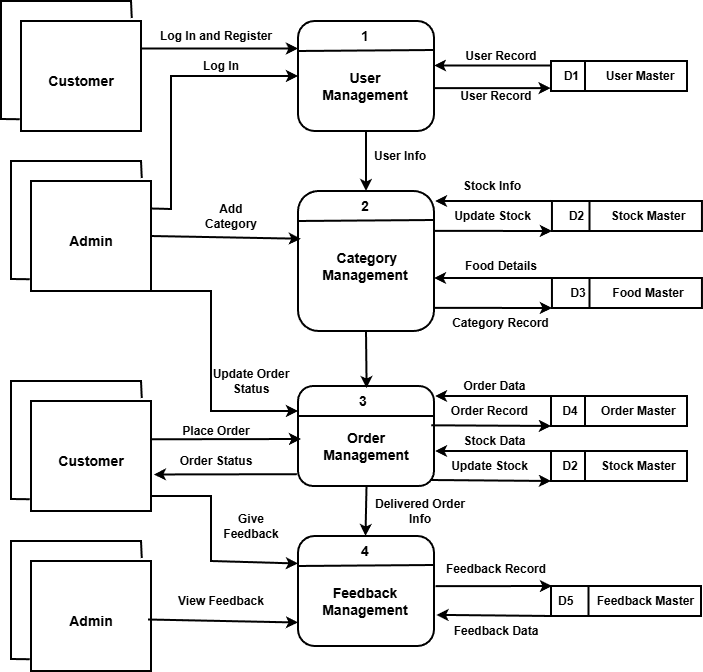 Customer
Log In and Register
Log In
1
User
Management
User Record
User Record
D1
User Master
User Info
Admin
Add
Category
2
Category
Management
Stock Info
Update Stock
D2
Stock Master
Food Details
D3
Food Master
Category Record
Update Order
Status
Customer
Place Order
Order Status
3
Order
Management
Order Data
Order Record
D4
Order Master
Stock Data
Update Stock
D2
Stock Master
Delivered Order
Info
Give
Feedback
4
Feedback
Management
Feedback Record
D5
Feedback Master
Feedback Data
Admin
View Feedback